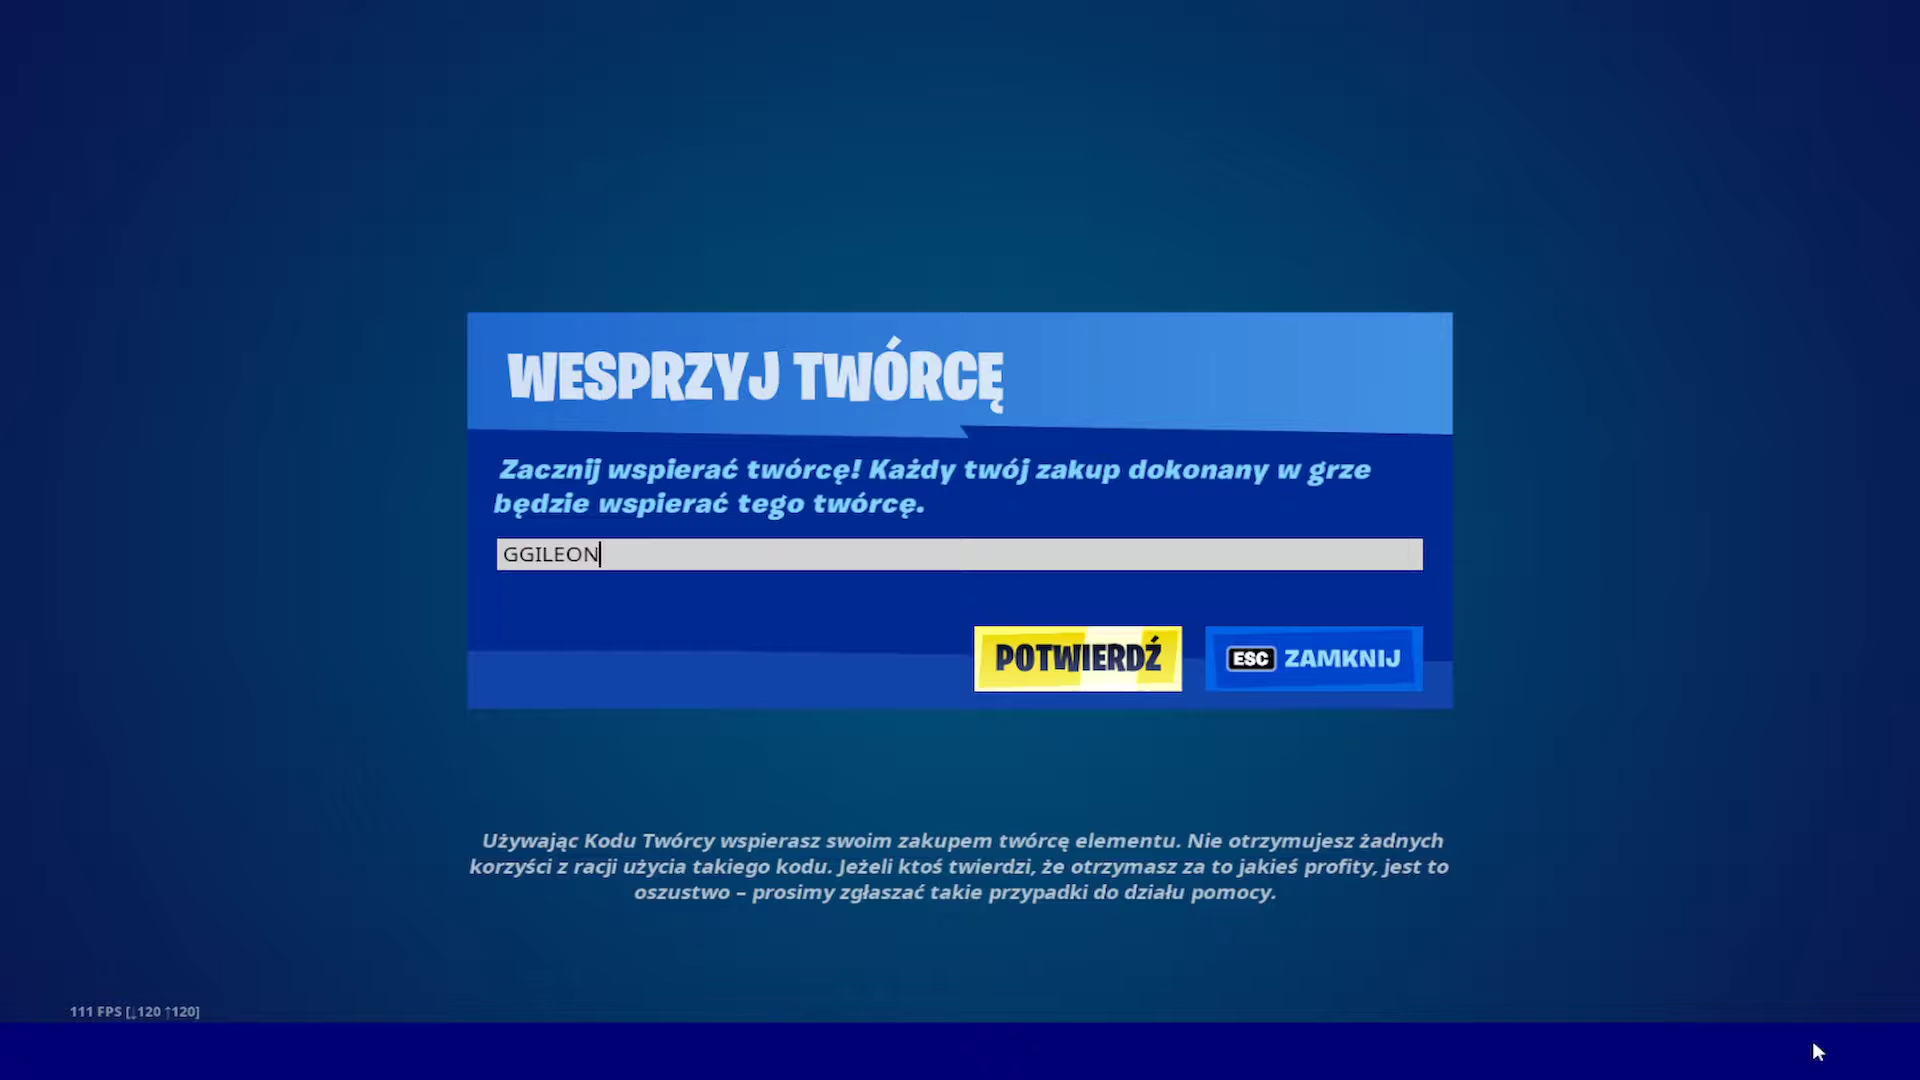 WESPRZYJ TWÓRCĘ
Zacznij wspierać twórcę! Każdy twój zakup dokonany w grze
będzie wspierać tego twórcę.
GGILEON
POTWIERDŹ
ESC ZAMKNIJ
Używając Kodu Twórcy wspierasz swoim zakupem twórcę elementu. Nie otrzymujesz żadnych
korzyści z racji użycia takiego kodu. Jeżeli ktoś twierdzi, że otrzymasz za to jakieś profity, jest to
oszustwo – prosimy zgłaszać takie przypadki do działu pomocy.
111 FPS [↓120 ↑120]